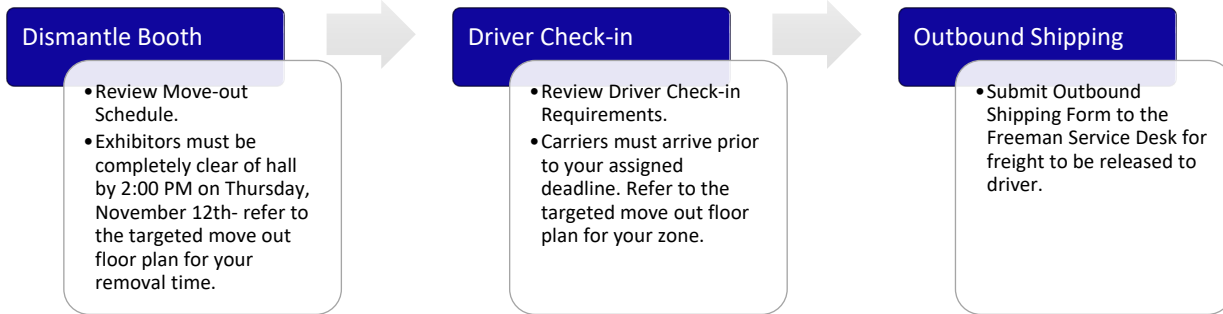 Dismantle Booth
•Review Move-out
Schedule.
•Exhibitors must be
completely clear of hall
by 2:00 PM on Thursday,
November 12th- refer to
the targeted move out
floor plan for your
removal time.
Driver Check-in
•Review Driver Check-in
Requirements.
•Carriers must arrive prior
to your assigned
deadline. Refer to the
targeted move out floor
plan for your zone.
Outbound Shipping
•Submit Outbound
Shipping Form to the
Freeman Service Desk for
freight to be released to
driver.